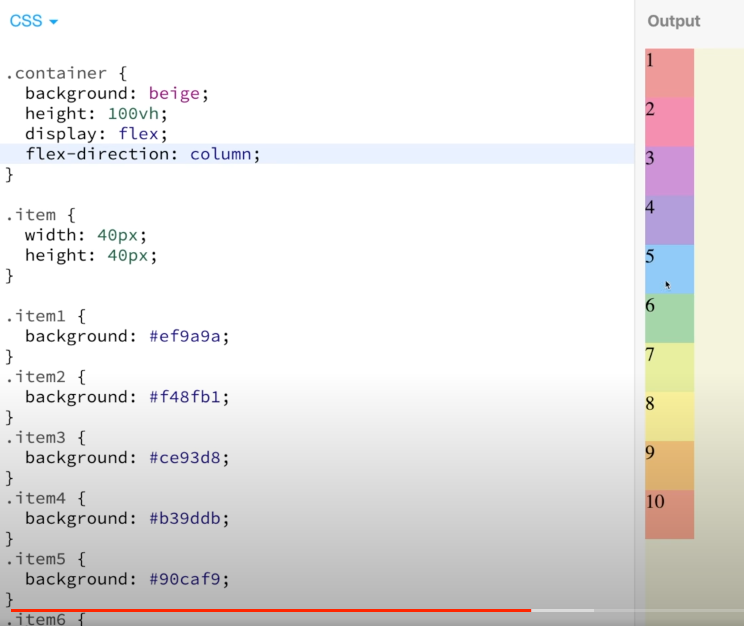 CSS
Output
.container {
background: beige;
height: 100vh;
display: flex;
flex-direction: column;
}
.item {
width: 40px;
height: 40px;
}
.item1 {
background: #ef9a9a;
}
.item2 {
background: #f48fb1;
}
.item3 {
background: #ce93d8;
}
.item4 {
background: #b39ddb;
}
.item5 {
background: #90caf9;
}
.item6 {
1
2
3
4
5
6
7
8
9
10